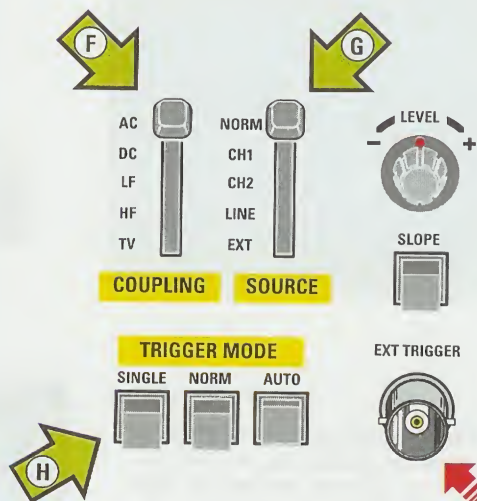 F
G
AC
DC
LF
HF
TV
COUPLING
NORM
CH1
CH2
LINE
EXT
SOURCE
- LEVEL +
SLOPE
TRIGGER MODE
SINGLE NORM AUTO
EXT TRIGGER
H